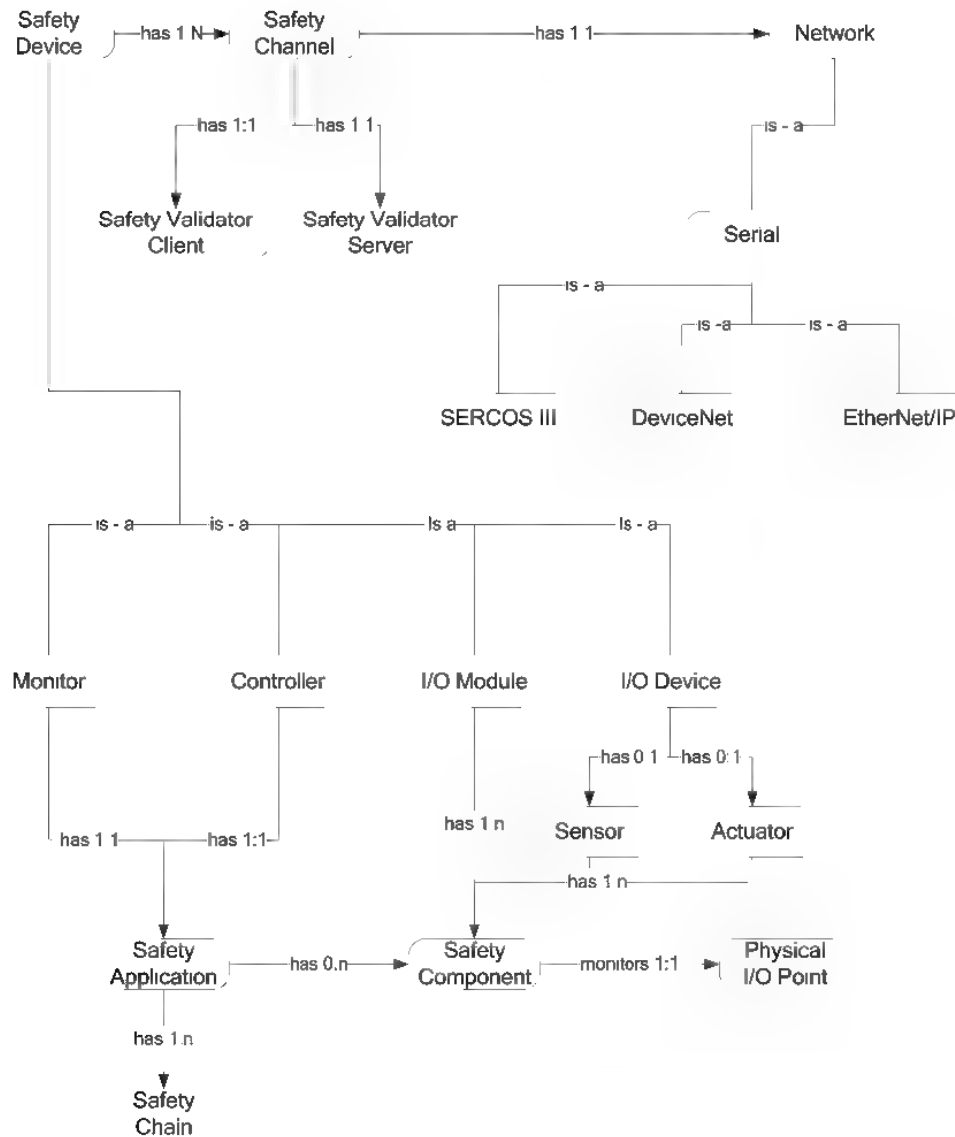 Safety
Device
has 1 N
Safety
Channel
has 1 1
Network
has 1:1
has 1 1
is - a
Safety Validator
Client
Safety Validator
Server
Serial
is - a
is -a
is - a
SERCOS III
DeviceNet
EtherNet/IP
is - a
is - a
Is a
Is - a
Monitor
Controller
I/O Module
I/O Device
has 0 1
has 0:1
has 1 1
has 1:1
has 1 n
Sensor
Actuator
has 1 n
Safety
Application
has 0.n
Safety
Component
monitors 1:1
Physical
I/O Point
has 1.n
Safety
Chain